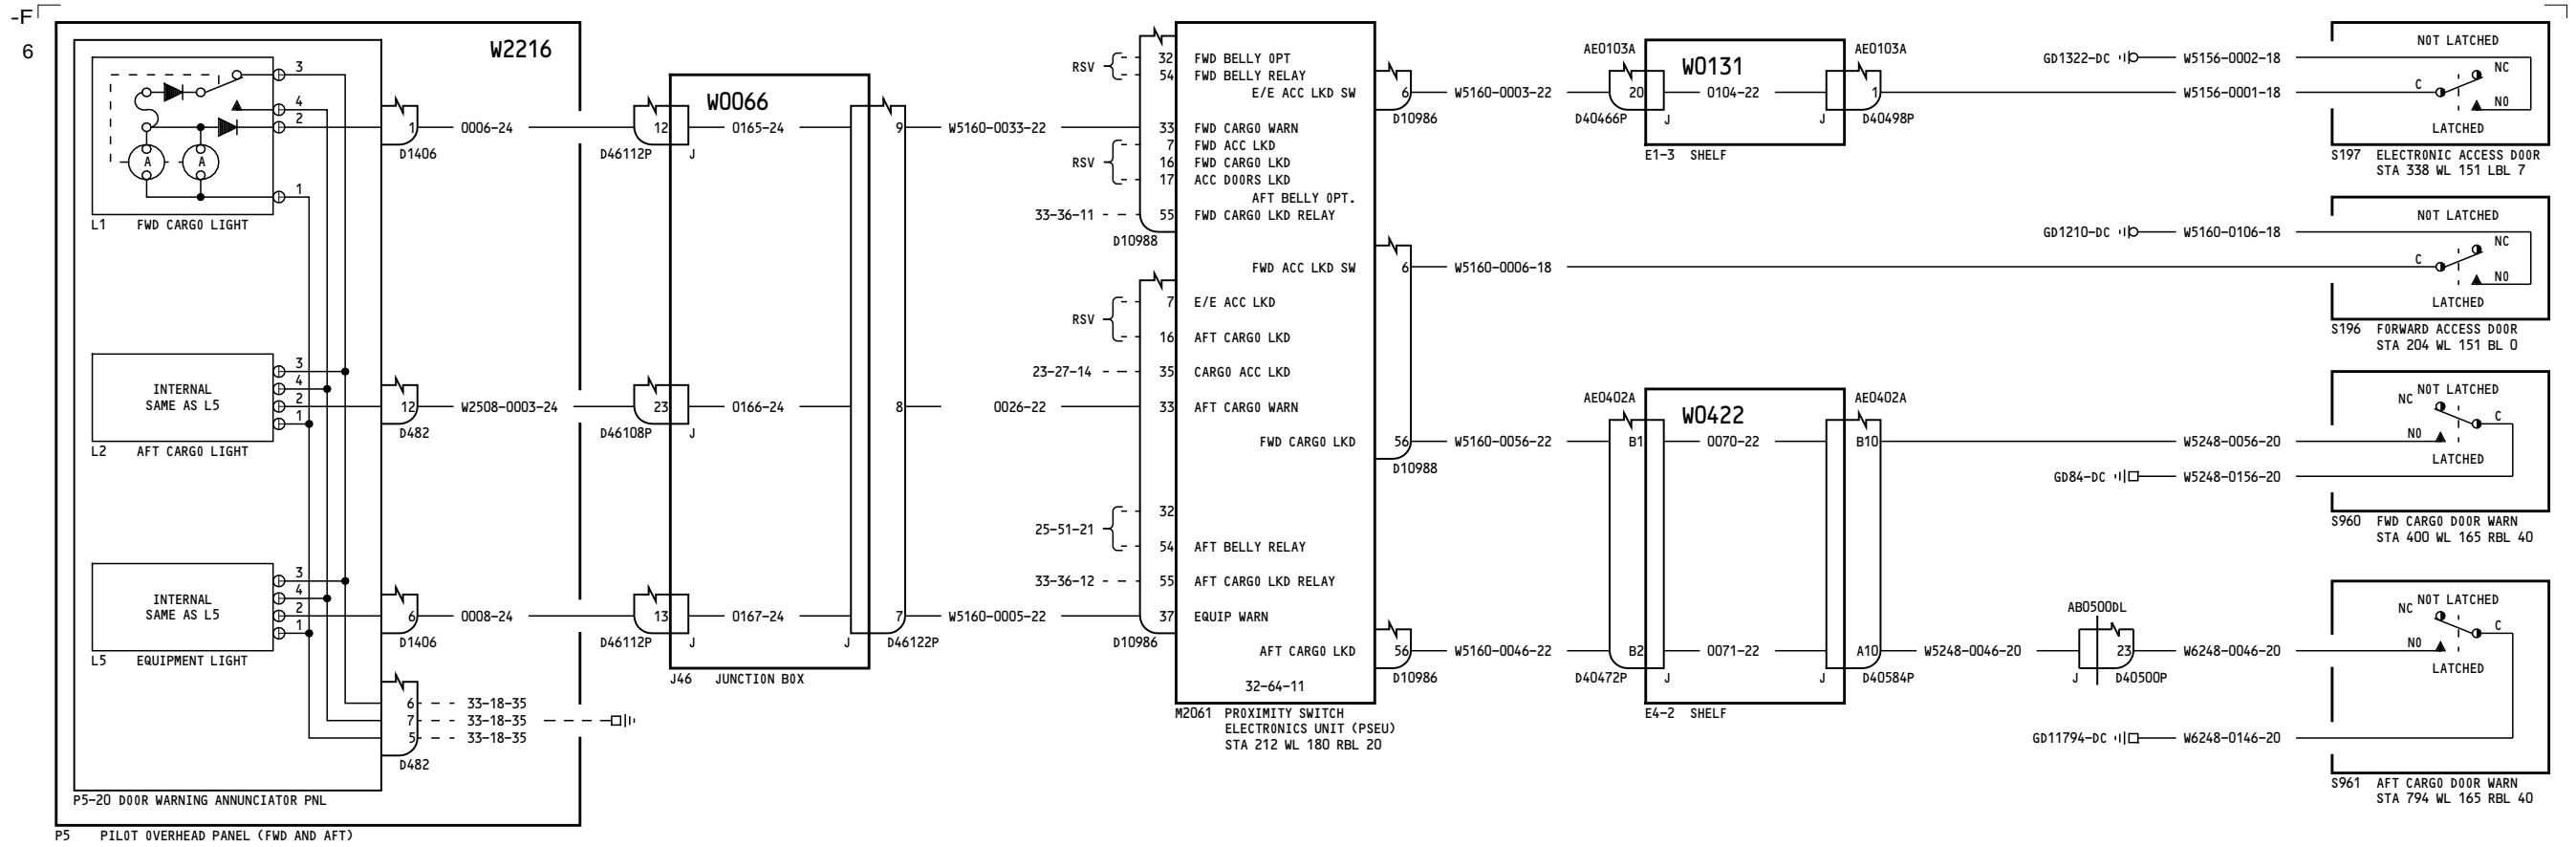 -F
6
W2216
3
4
2
1
L1 FWD CARGO LIGHT
A
A
1
D1406
0006-24
INTERNAL
SAME AS L5
3
4
2
1
L2 AFT CARGO LIGHT
12
D482
W2508-0003-24
INTERNAL
SAME AS L5
3
4
2
1
L5 EQUIPMENT LIGHT
6
D1406
0008-24
6
7
5
D482
33-18-35
33-18-35
33-18-35
P5-20 DOOR WARNING ANNUNCIATOR PNL
P5 PILOT OVERHEAD PANEL (FWD AND AFT)
W0066
12
D46112P
J
0165-24
9
W5160-0033-22
23
D46108P
J
0166-24
8
0026-22
13
D46112P
J
0167-24
7
J
D46122P
W5160-0005-22
J46 JUNCTION BOX
RSV
32 FWD BELLY OPT
54 FWD BELLY RELAY
E/E ACC LKD SW
33 FWD CARGO WARN
RSV
7 FWD ACC LKD
16 FWD CARGO LKD
17 ACC DOORS LKD
AFT BELLY OPT.
33-36-11
55 FWD CARGO LKD RELAY
D10988
FWD ACC LKD SW
RSV
7 E/E ACC LKD
16 AFT CARGO LKD
23-27-14
35 CARGO ACC LKD
33 AFT CARGO WARN
FWD CARGO LKD
25-51-21
32
54 AFT BELLY RELAY
33-36-12
55 AFT CARGO LKD RELAY
37 EQUIP WARN
D10986
AFT CARGO LKD
32-64-11
M2061 PROXIMITY SWITCH
ELECTRONICS UNIT (PSEU)
STA 212 WL 180 RBL 20
6
D10986
W5160-0003-22
6
W5160-0006-18
56
D10988
W5160-0056-22
56
D10986
W5160-0046-22
AE0103A
20
D40466P
J
W0131
0104-22
AE0103A
1
J
D40498P
E1-3 SHELF
AE0402A
B1
W0422
0070-22
AE0402A
B10
B2
0071-22
A10
D40472P
J
J
D40584P
E4-2 SHELF
W5248-0046-20
AB0500DL
23
J
D40500P
GD1322-DC
W5156-0002-18
W5156-0001-18
NOT LATCHED
NC
C
NO
LATCHED
S197 ELECTRONIC ACCESS DOOR
STA 338 WL 151 LBL 7
GD1210-DC
W5160-0106-18
NOT LATCHED
NC
C
NO
LATCHED
S196 FORWARD ACCESS DOOR
STA 204 WL 151 BL 0
W5248-0056-20
GD84-DC
W5248-0156-20
NOT LATCHED
NC
C
NO
LATCHED
S960 FWD CARGO DOOR WARN
STA 400 WL 165 RBL 40
W6248-0046-20
GD11794-DC
W6248-0146-20
NOT LATCHED
NC
C
NO
LATCHED
S961 AFT CARGO DOOR WARN
STA 794 WL 165 RBL 40